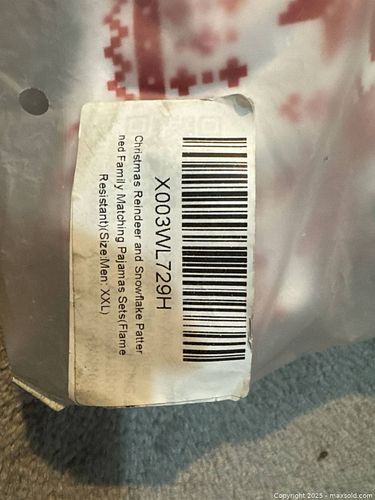 X003WL729H
Christmas Reindeer and Snowflake Patter
ned Family Matching Pajamas Sets(Flame
Resistant)(Size:Men: XXL)
Copyright 2025 - maxsold.com